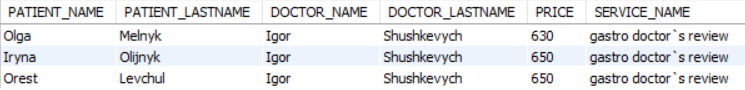 PATIENT_NAME PATIENT_LASTNAME DOCTOR_NAME DOCTOR_LASTNAME PRICE SERVICE_NAME
Olga Melnyk Igor Shushkevych 630 gastro doctor`s review
Iryna Olijnyk Igor Shushkevych 650 gastro doctor`s review
Orest Levchul Igor Shushkevych 650 gastro doctor`s review